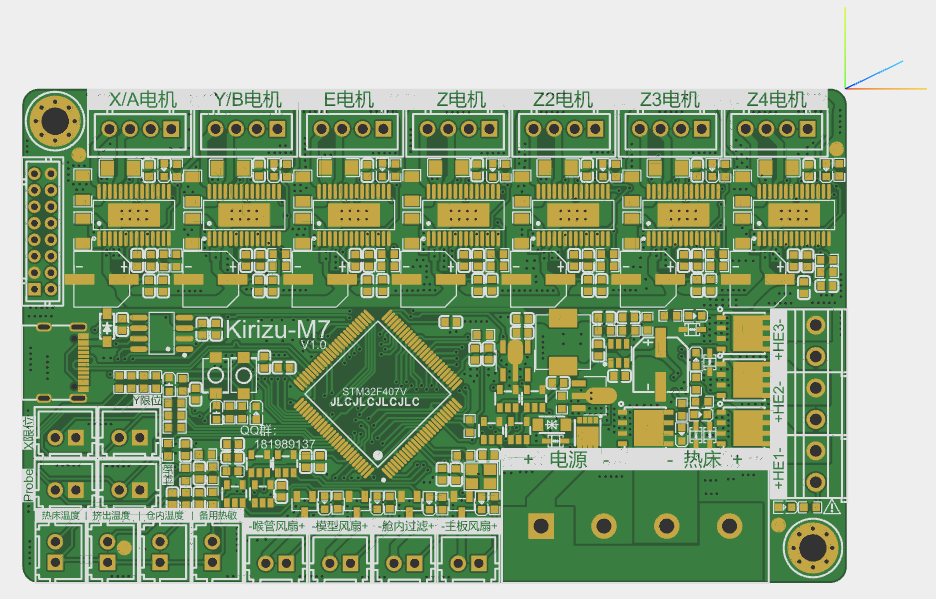 X/A电机 Y/B电机 E电机 Z电机 Z2电机 Z3电机 Z4电机
- + - + - + - + - + - + -
Kirizu-M7
V1.0
+HE3-
+HE2-
+HE1-
STM32F407V
JLCJLCJLCJLC
Y限位
X限位
QQ群:
181989137
Probe
+ 电源 - - 热床 +
热床温度 | 挤出温度 | 仓内温度 | 备用热敏
-喉管风扇+ -模型风扇+ -舱内过滤+ -主板风扇+